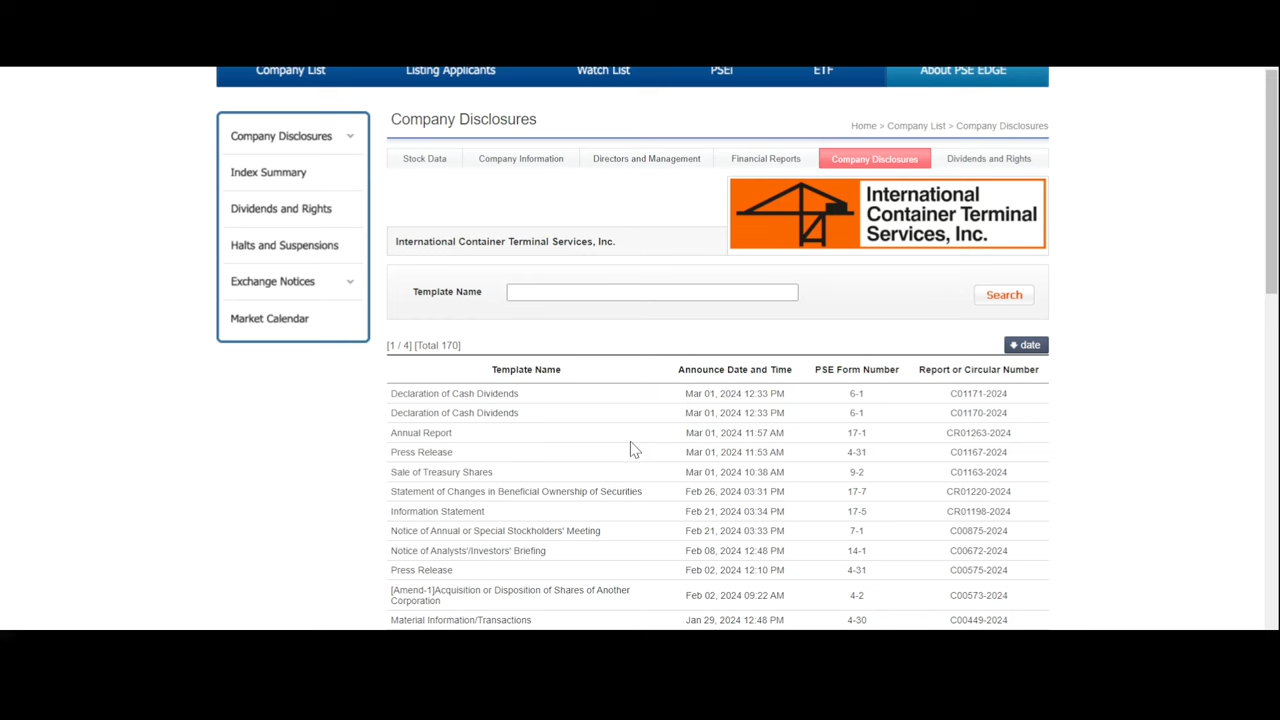 Company List Listing Applicants Watch List PSEi ETF About PSE EDGE
Company Disclosures
Index Summary
Dividends and Rights
Halts and Suspensions
Exchange Notices
Market Calendar
Company Disclosures
Home > Company List > Company Disclosures
Stock Data Company Information Directors and Management Financial Reports Company Disclosures Dividends and Rights
International
Container Terminal
Services, Inc.
International Container Terminal Services, Inc.
Template Name Search
[1 / 4] [Total 170] date
Template Name Announce Date and Time PSE Form Number Report or Circular Number
Declaration of Cash Dividends Mar 01, 2024 12:33 PM 6-1 C01171-2024
Declaration of Cash Dividends Mar 01, 2024 12:33 PM 6-1 C01170-2024
Annual Report Mar 01, 2024 11:57 AM 17-1 CR01263-2024
Press Release Mar 01, 2024 11:53 AM 4-31 C01167-2024
Sale of Treasury Shares Mar 01, 2024 10:38 AM 9-2 C01163-2024
Statement of Changes in Beneficial Ownership of Securities Feb 26, 2024 03:31 PM 17-7 CR01220-2024
Information Statement Feb 21, 2024 03:34 PM 17-5 CR01198-2024
Notice of Annual or Special Stockholders' Meeting Feb 21, 2024 03:33 PM 7-1 C00875-2024
Notice of Analysts'/Investors' Briefing Feb 08, 2024 12:48 PM 14-1 C00672-2024
Press Release Feb 02, 2024 12:10 PM 4-31 C00575-2024
[Amend-1]Acquisition or Disposition of Shares of Another
Corporation Feb 02, 2024 09:22 AM 4-2 C00573-2024
Material Information/Transactions Jan 29, 2024 12:48 PM 4-30 C00449-2024